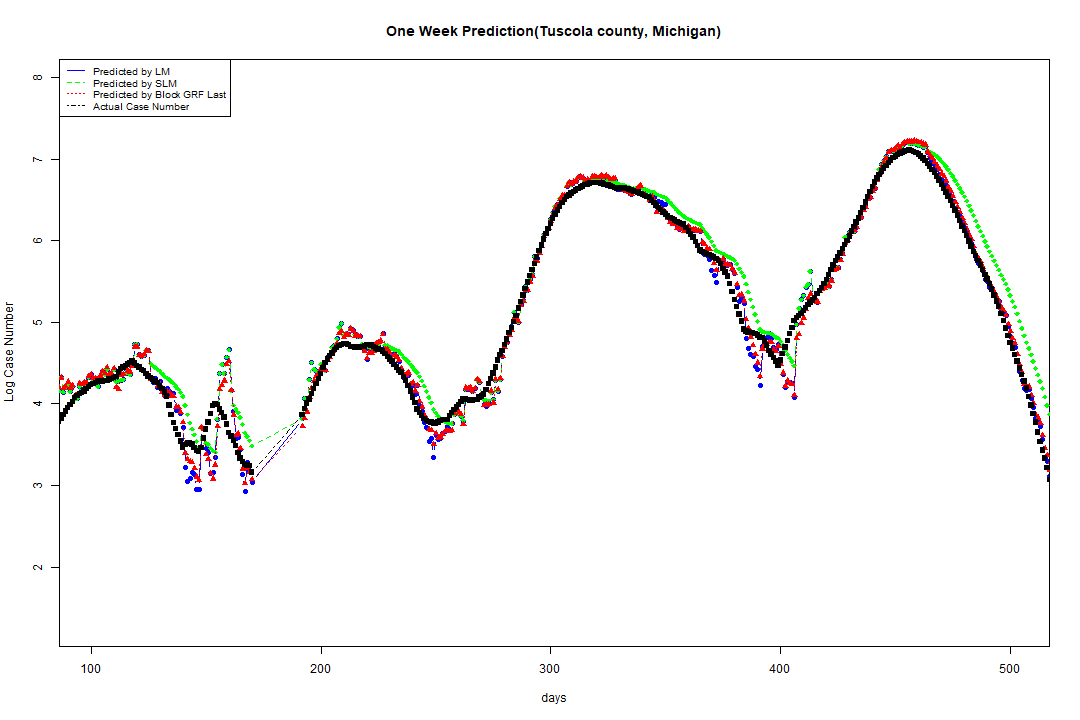 One Week Prediction(Tuscola county, Michigan)
Predicted by LM
Predicted by SLM
Predicted by Block GRF Last
Actual Case Number
8
7
6
5
4
3
2
Log Case Number
100 200 300 400 500
days